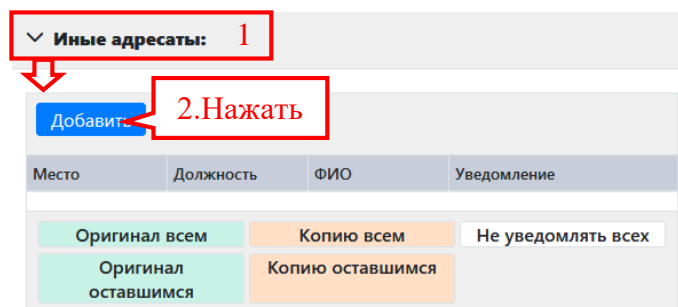 Иные адресаты: 1
Добавить 2.Нажать
Место Должность ФИО Уведомление
Оригинал всем Копию всем Не уведомлять всех
Оригинал оставшимся Копию оставшимся